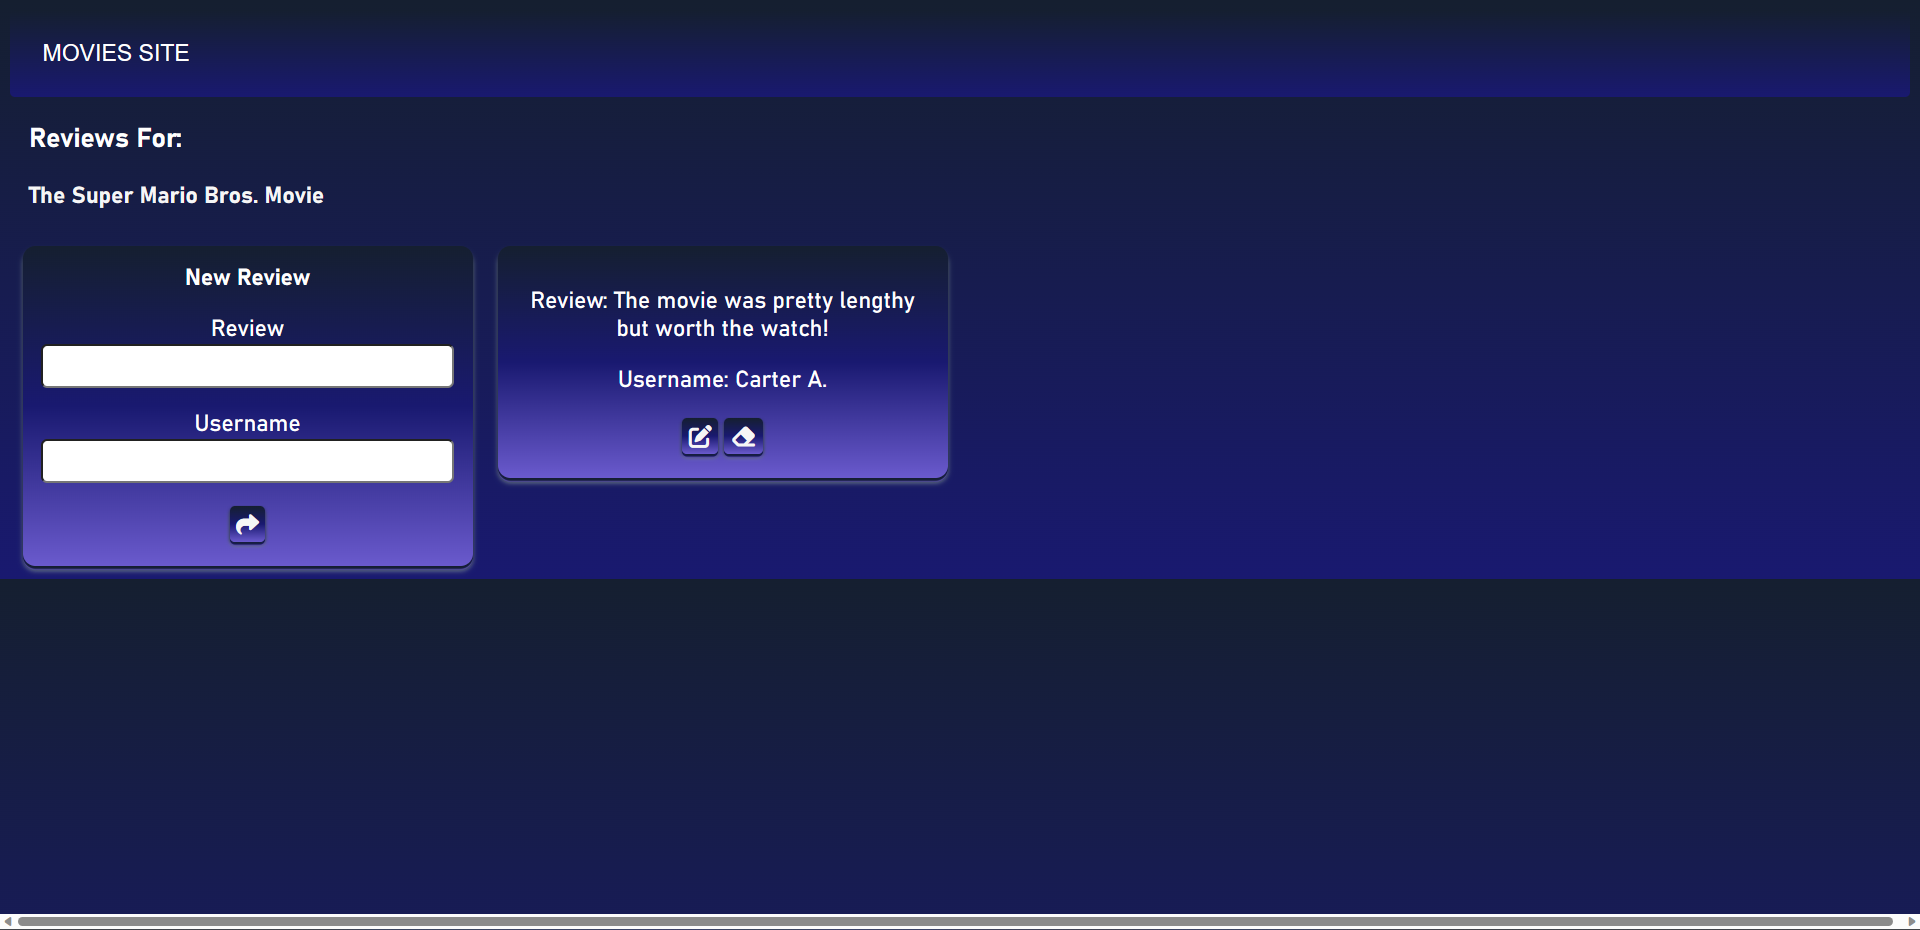 MOVIES SITE
Reviews For:
The Super Mario Bros. Movie
New Review
Review
Username
Review: The movie was pretty lengthy
but worth the watch!
Username: Carter A.